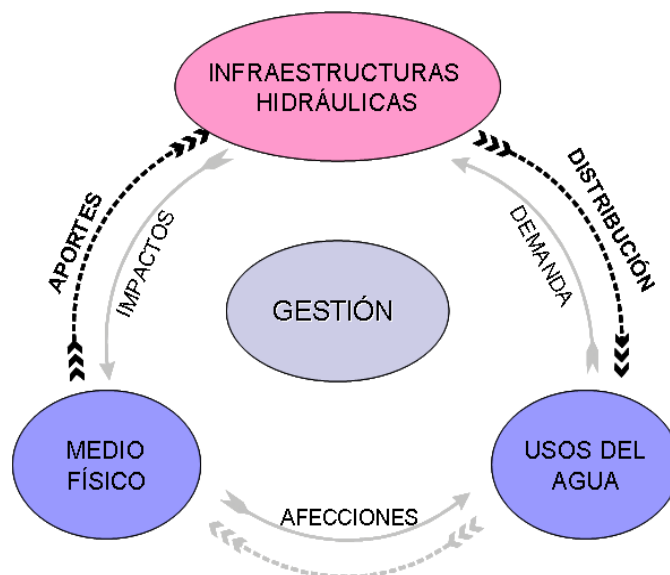 INFRAESTRUCTURAS
HIDRÁULICAS
APORTES
IMPACTOS
DEMANDA
DISTRIBUCIÓN
GESTIÓN
MEDIO
FÍSICO
USOS DEL
AGUA
AFECCIONES